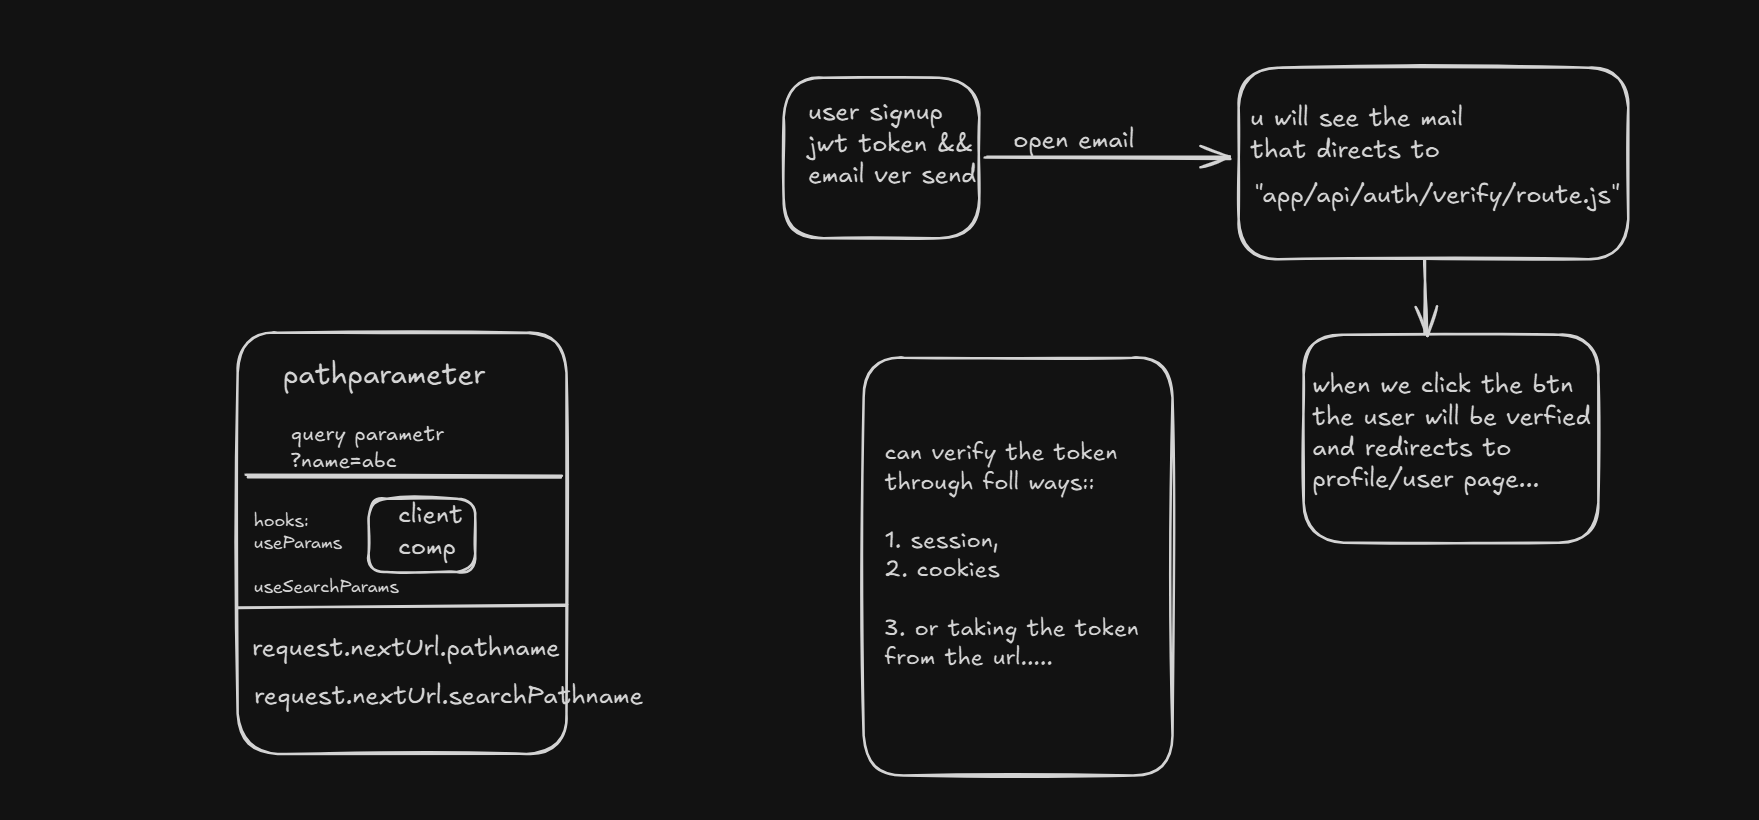 user signup
jwt token &&
email ver send
open email
u will see the mail
that directs to
"app/api/auth/verify/route.js"
when we click the btn
the user will be verfied
and redirects to
profile/user page...
pathparameter
query parametr
?name=abc
hooks:
useParams
useSearchParams
client
comp
request.nextUrl.pathname
request.nextUrl.searchPathname
can verify the token
through foll ways::
1. session,
2. cookies
3. or taking the token
from the url.....